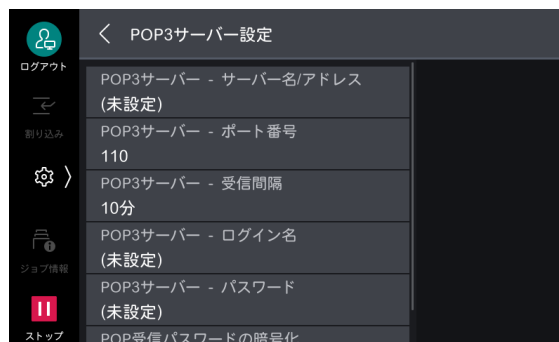 POP3サーバー設定
ログアウト
割り込み
ジョブ情報
ストップ
POP3サーバー - サーバー名/アドレス
(未設定)
POP3サーバー - ポート番号
110
POP3サーバー - 受信間隔
10分
POP3サーバー - ログイン名
(未設定)
POP3サーバー - パスワード
(未設定)
POP受信パスワードの暗号化